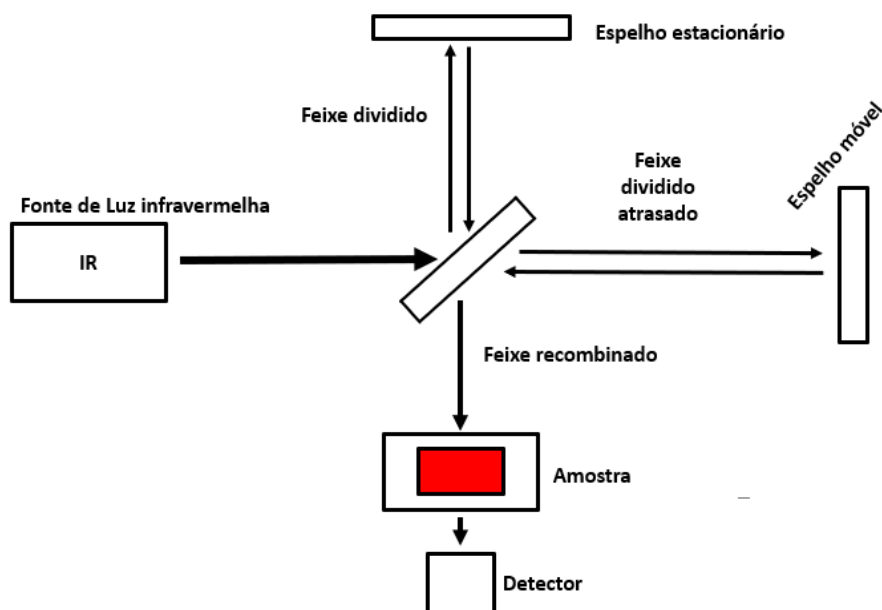 Espelho estacionário
Feixe dividido
Espelho móvel
Feixe
dividido
atrasado
Fonte de Luz infravermelha
IR
Feixe recombinado
Amostra
Detector